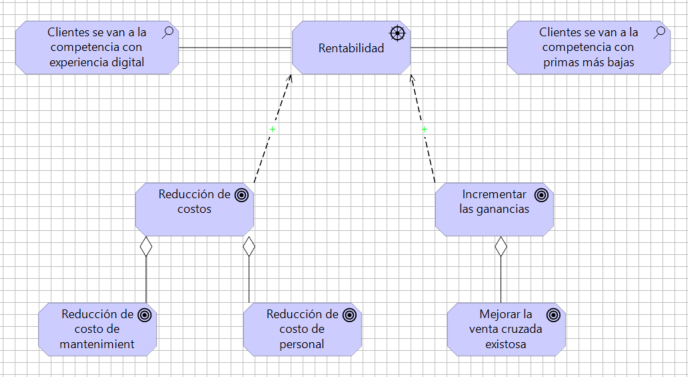 Clientes se van a la
competencia con
experiencia digital
Rentabilidad
Clientes se van a la
competencia con
primas más bajas
+
+
Reducción de
costos
Incrementar
las ganancias
Reducción de
costo de
mantenimient
Reducción de
costo de
personal
Mejorar la
venta cruzada
existosa